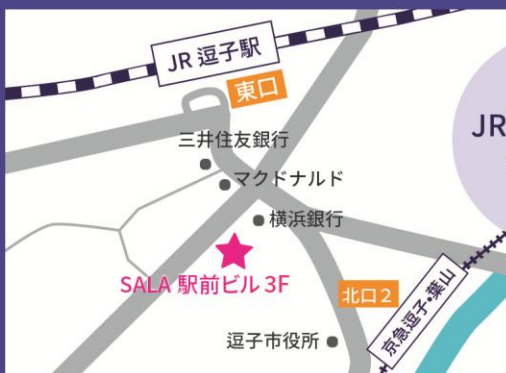 JR 逗子駅
東口
三井住友銀行
マクドナルド
横浜銀行
SALA 駅前ビル 3F
北口 2
京急逗子・葉山
逗子市役所
JR